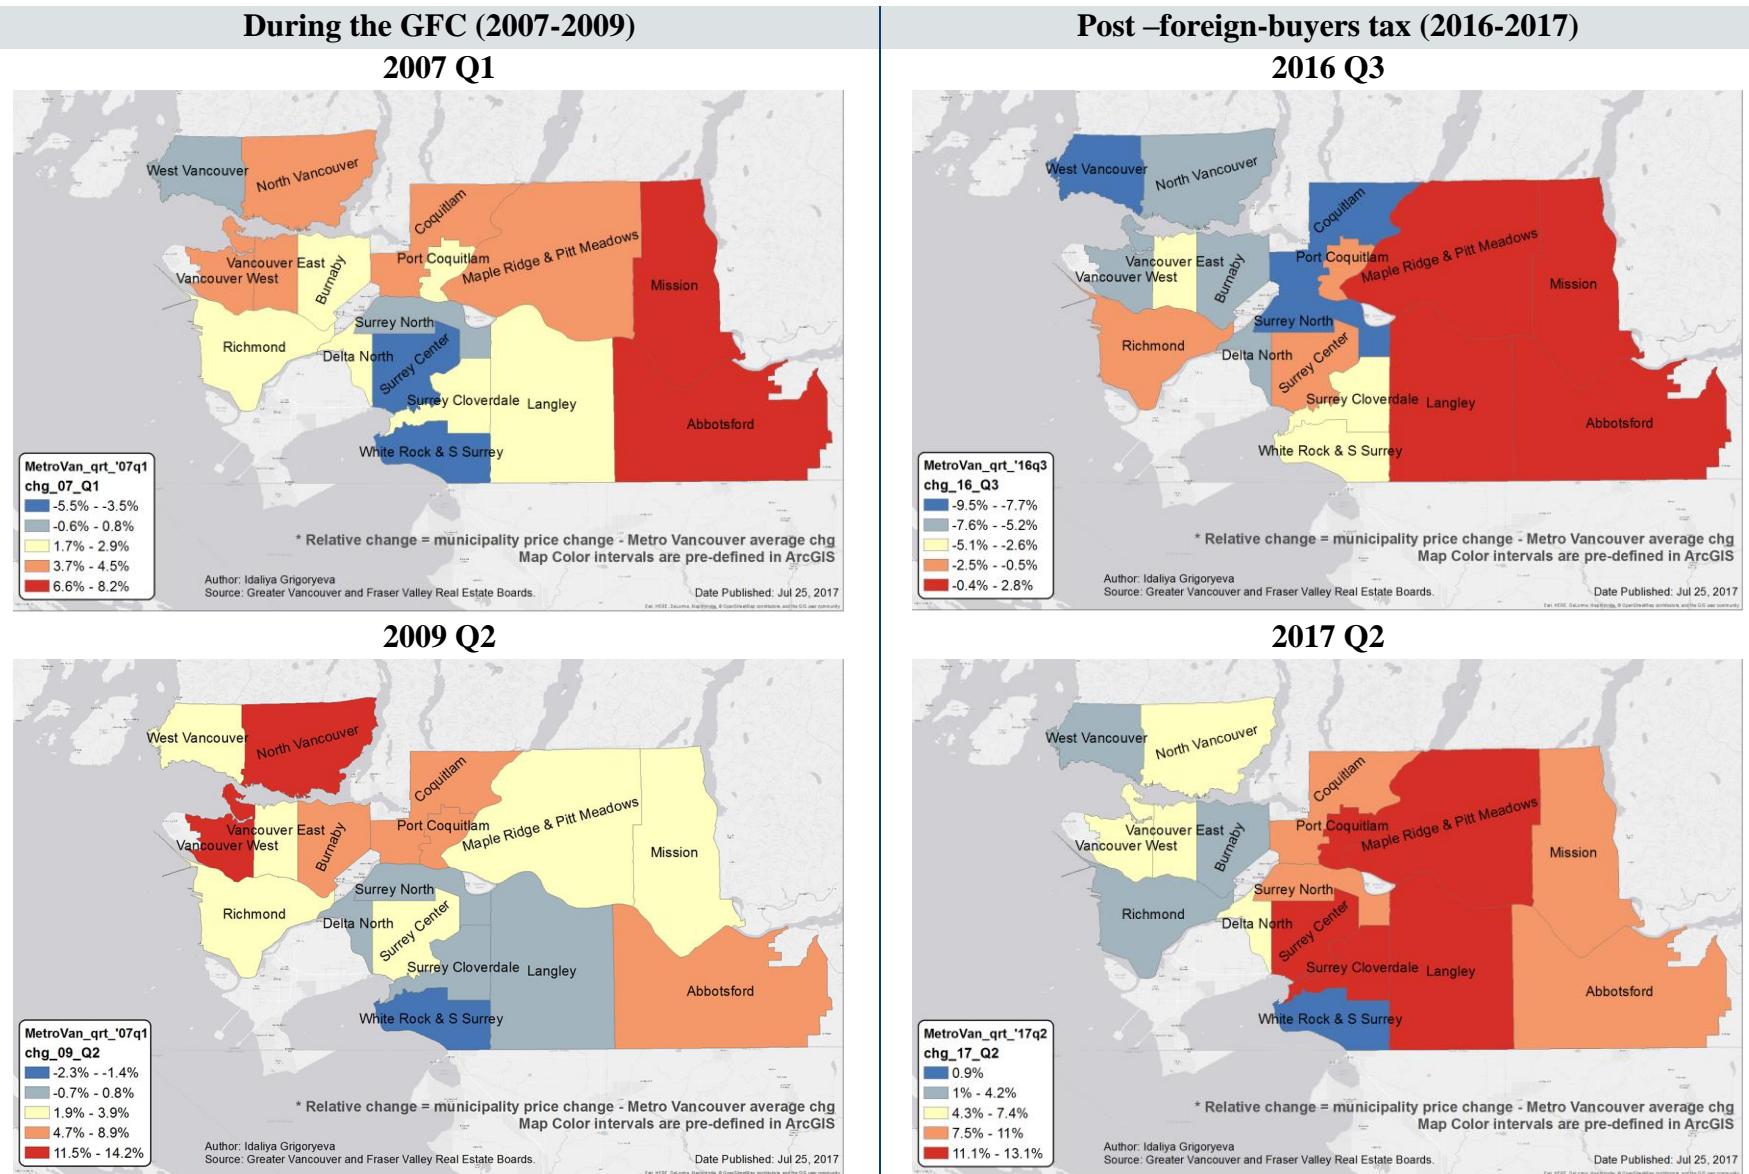 During the GFC (2007-2009)
Post –foreign-buyers tax (2016-2017)
2007 Q1
West Vancouver
North Vancouver
Coquitlam
Vancouver East
Vancouver West
Burnaby
Port Coquitlam
Maple Ridge & Pitt Meadows
Mission
Richmond
Surrey North
Delta North
Surrey Center
Surrey Cloverdale
Langley
Abbotsford
White Rock & S Surrey
MetroVan_qrt_'07q1
chg_07_Q1
-5.5% - -3.5%
-0.6% - 0.8%
1.7% - 2.9%
3.7% - 4.5%
6.6% - 8.2%
* Relative change = municipality price change - Metro Vancouver average chg
Map Color intervals are pre-defined in ArcGIS
Author: Idaliya Grigoryeva
Source: Greater Vancouver and Fraser Valley Real Estate Boards.
Date Published: Jul 25, 2017
2016 Q3
West Vancouver
North Vancouver
Coquitlam
Vancouver East
Vancouver West
Burnaby
Port Coquitlam
Maple Ridge & Pitt Meadows
Mission
Richmond
Surrey North
Delta North
Surrey Center
Surrey Cloverdale
Langley
Abbotsford
White Rock & S Surrey
MetroVan_qrt_'16q3
chg_16_Q3
-9.5% - -7.7%
-7.6% - -5.2%
-5.1% - -2.6%
-2.5% - -0.5%
-0.4% - 2.8%
* Relative change = municipality price change - Metro Vancouver average chg
Map Color intervals are pre-defined in ArcGIS
Author: Idaliya Grigoryeva
Source: Greater Vancouver and Fraser Valley Real Estate Boards.
Date Published: Jul 25, 2017
2009 Q2
West Vancouver
North Vancouver
Coquitlam
Vancouver East
Vancouver West
Burnaby
Port Coquitlam
Maple Ridge & Pitt Meadows
Mission
Richmond
Surrey North
Delta North
Surrey Center
Surrey Cloverdale
Langley
Abbotsford
White Rock & S Surrey
MetroVan_qrt_'07q1
chg_09_Q2
-2.3% - -1.4%
-0.7% - 0.8%
1.9% - 3.9%
4.7% - 8.9%
11.5% - 14.2%
* Relative change = municipality price change - Metro Vancouver average chg
Map Color intervals are pre-defined in ArcGIS
Author: Idaliya Grigoryeva
Source: Greater Vancouver and Fraser Valley Real Estate Boards.
Date Published: Jul 25, 2017
2017 Q2
West Vancouver
North Vancouver
Coquitlam
Vancouver East
Vancouver West
Burnaby
Port Coquitlam
Maple Ridge & Pitt Meadows
Mission
Richmond
Surrey North
Delta North
Surrey Center
Surrey Cloverdale
Langley
Abbotsford
White Rock & S Surrey
MetroVan_qrt_'17q2
chg_17_Q2
0.9%
1% - 4.2%
4.3% - 7.4%
7.5% - 11%
11.1% - 13.1%
* Relative change = municipality price change - Metro Vancouver average chg
Map Color intervals are pre-defined in ArcGIS
Author: Idaliya Grigoryeva
Source: Greater Vancouver and Fraser Valley Real Estate Boards.
Date Published: Jul 25, 2017